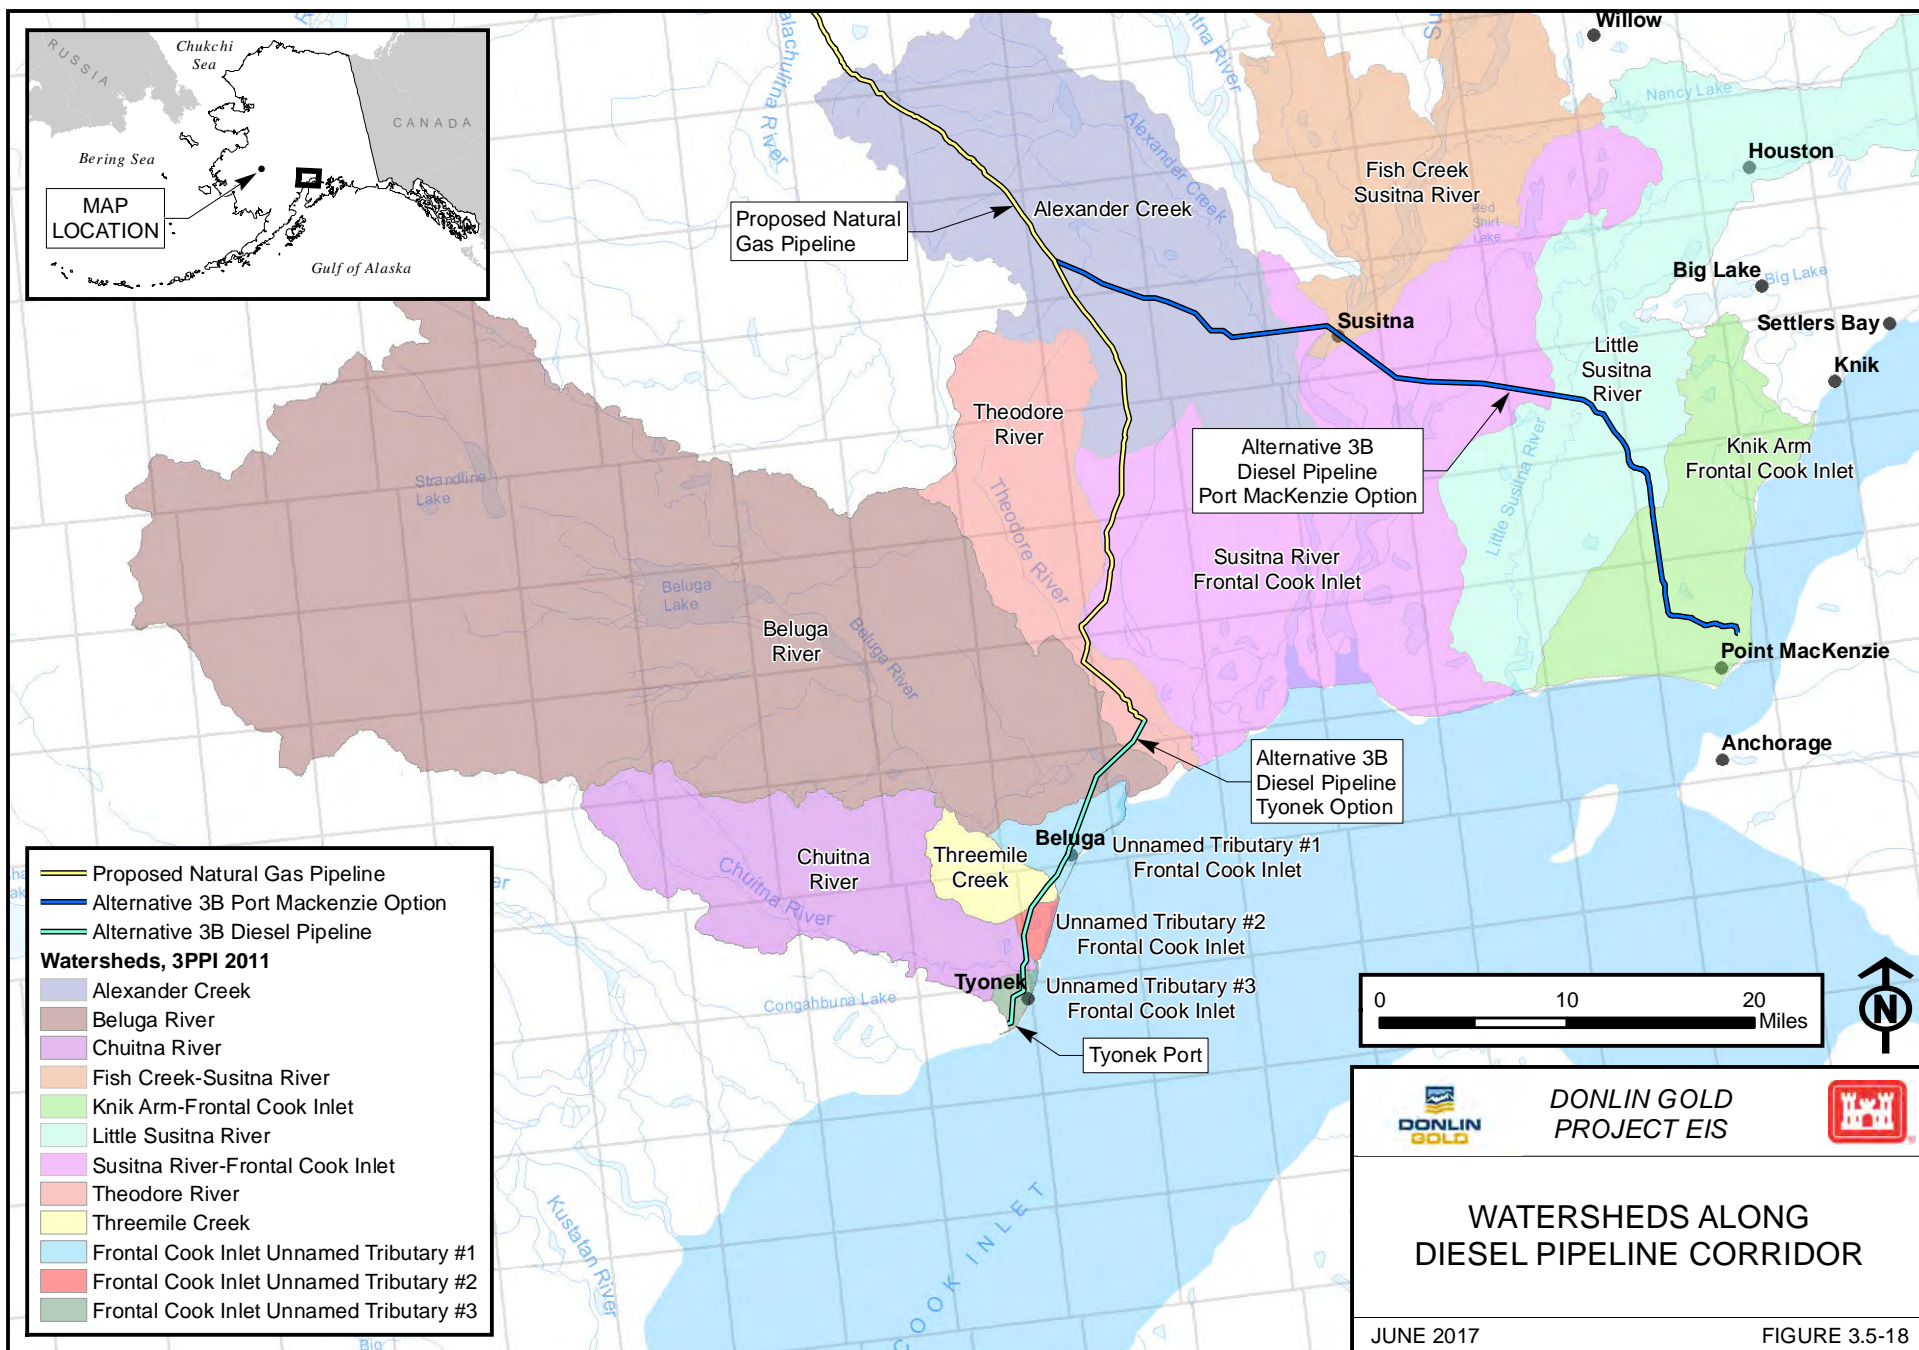 Chukchi
Sea
RUSSIA
CANADA
Bering Sea
MAP
LOCATION
Gulf of Alaska
Willow
Nancy Lake
Houston
Alexander Creek
Fish Creek
Susitna River
Red
Shirt
Lake
Proposed Natural
Gas Pipeline
Alexander Creek
Big Lake
Big Lake
Susitna
Settlers Bay
Little
Susitna
River
Knik
Theodore
River
Alternative 3B
Diesel Pipeline
Port MacKenzie Option
Knik Arm
Frontal Cook Inlet
Strandline
Lake
Theodore River
Little Susitna River
Susitna River
Frontal Cook Inlet
Beluga
Lake
Beluga
River
Beluga River
Point MacKenzie
Anchorage
Alternative 3B
Diesel Pipeline
Tyonek Option
Beluga
Unnamed Tributary #1
Frontal Cook Inlet
Chuitna
River
Threemile
Creek
Chuitna River
Unnamed Tributary #2
Frontal Cook Inlet
Tyonek
Unnamed Tributary #3
Frontal Cook Inlet
Congahbuna Lake
Tyonek Port
Kustatan River
COOK INLET
Proposed Natural Gas Pipeline
Alternative 3B Port Mackenzie Option
Alternative 3B Diesel Pipeline
Watersheds, 3PPI 2011
Alexander Creek
Beluga River
Chuitna River
Fish Creek-Susitna River
Knik Arm-Frontal Cook Inlet
Little Susitna River
Susitna River-Frontal Cook Inlet
Theodore River
Threemile Creek
Frontal Cook Inlet Unnamed Tributary #1
Frontal Cook Inlet Unnamed Tributary #2
Frontal Cook Inlet Unnamed Tributary #3
Big
0 10 20
Miles
N
DONLIN
GOLD
DONLIN GOLD
PROJECT EIS
WATERSHEDS ALONG
DIESEL PIPELINE CORRIDOR
JUNE 2017
FIGURE 3.5-18